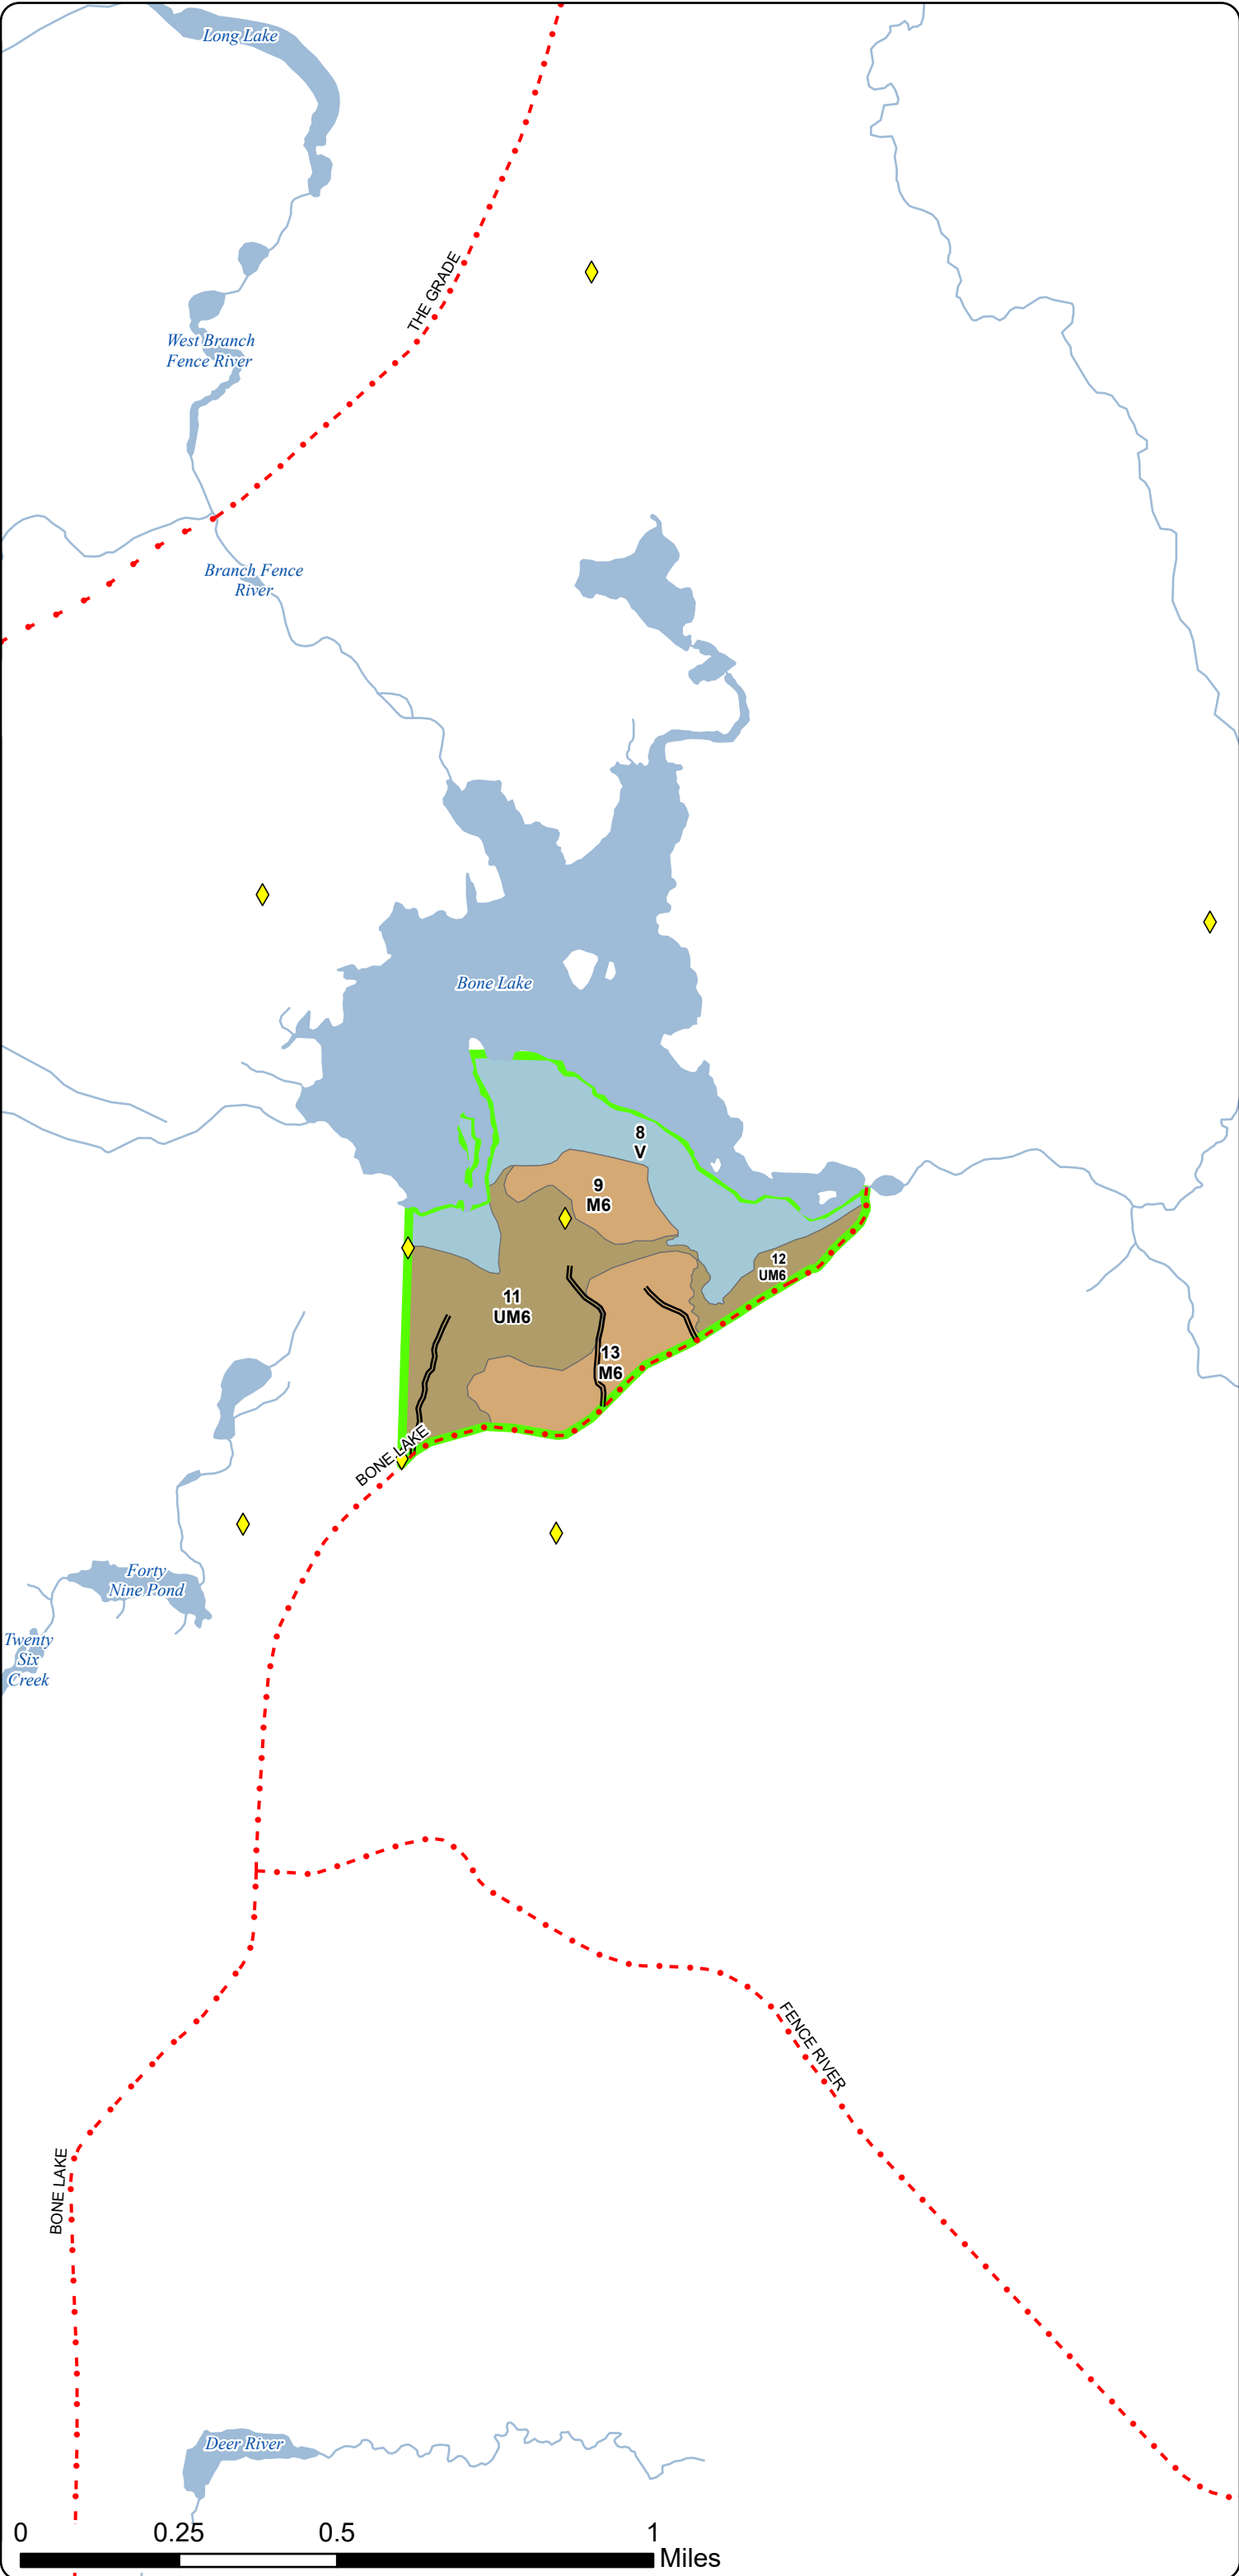 Long Lake
THE GRADE
West Branch
Fence River
Branch Fence
River
Bone Lake
8
V
9
M6
12
UM6
11
UM6
13
M6
BONE LAKE
Forty
Nine Pond
Twenty
Six
Creek
FENCE RIVER
BONE LAKE
Deer River
0 0.25 0.5 1
Miles